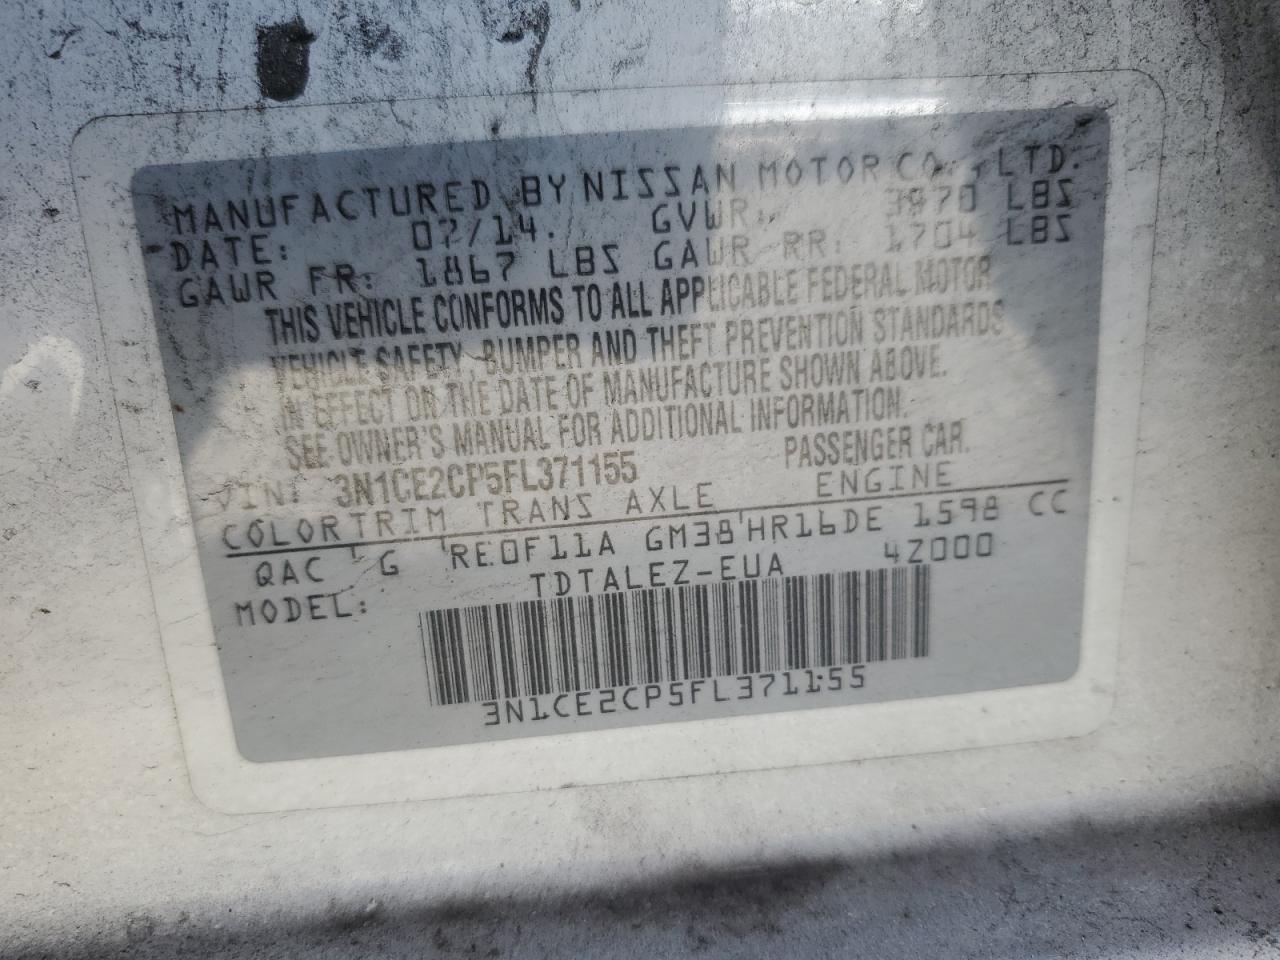 MANUFACTURED BY NISSAN MOTOR CO., LTD.
DATE: 07/14. GVWR: LBS
GAWR FR: 1867 LBS GAWR RR: 1704 LBS
THIS VEHICLE CONFORMS TO ALL APPLICABLE FEDERAL MOTOR
VEHICLE SAFETY, BUMPER AND THEFT PREVENTION STANDARDS
IN EFFECT ON THE DATE OF MANUFACTURE SHOWN ABOVE.
SEE OWNER'S MANUAL FOR ADDITIONAL INFORMATION.
VIN: 3N1CE2CP5FL371155 PASSENGER CAR.
COLOR TRIM TRANS AXLE ENGINE
QAC G RE0F11A GM38 HR16DE 1598 CC
MODEL: TDTALEZ-EUA 4Z000
3N1CE2CP5FL371155